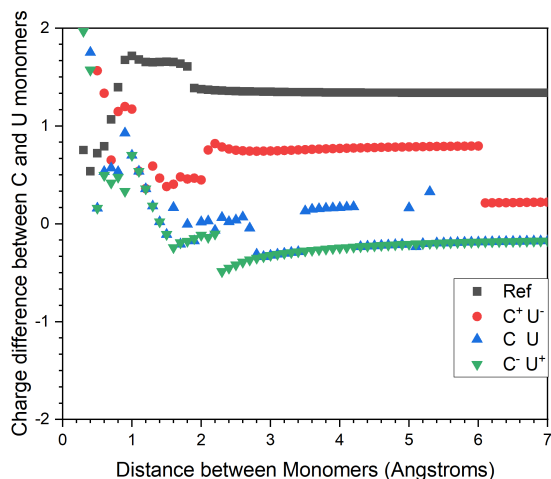 Charge difference between C and U monomers
2
1
0
-1
-2
0 1 2 3 4 5 6 7
Distance between Monomers (Angstroms)
Ref
C⁺ U⁻
C U
C⁻ U⁺